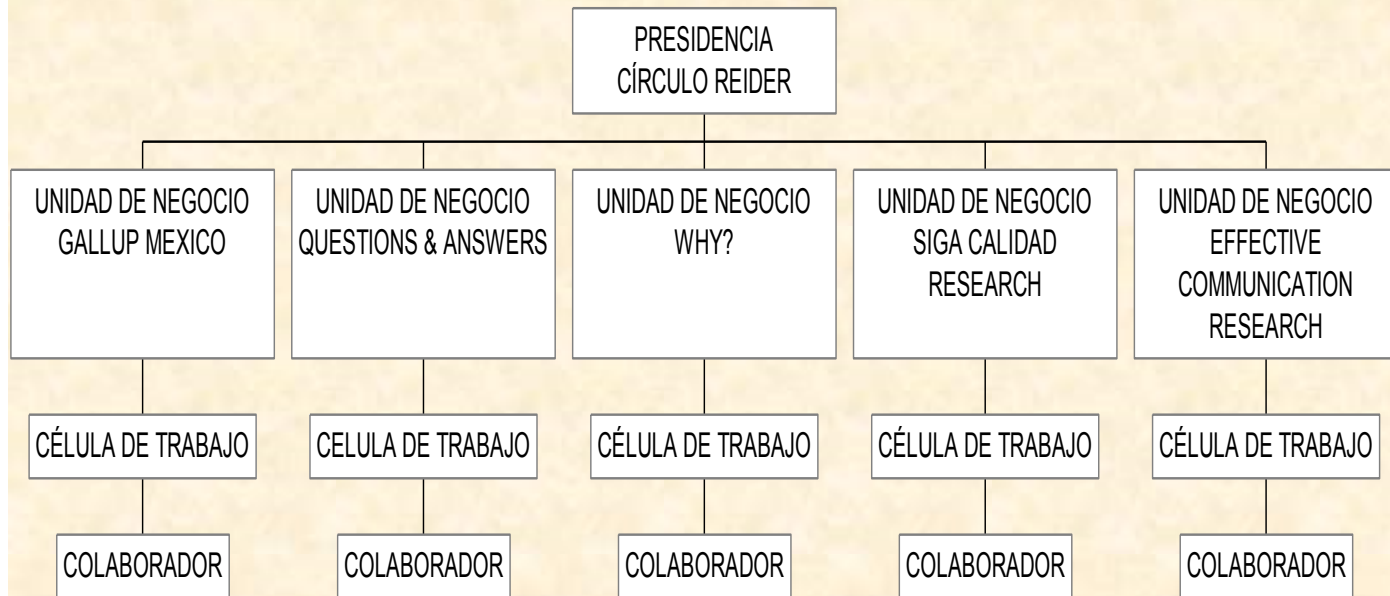 PRESIDENCIA
CÍRCULO REIDER
UNIDAD DE NEGOCIO
GALLUP MEXICO
UNIDAD DE NEGOCIO
QUESTIONS & ANSWERS
UNIDAD DE NEGOCIO
WHY?
UNIDAD DE NEGOCIO
SIGA CALIDAD
RESEARCH
UNIDAD DE NEGOCIO
EFFECTIVE
COMMUNICATION
RESEARCH
CÉLULA DE TRABAJO
CELULA DE TRABAJO
CÉLULA DE TRABAJO
CÉLULA DE TRABAJO
CÉLULA DE TRABAJO
COLABORADOR
COLABORADOR
COLABORADOR
COLABORADOR
COLABORADOR